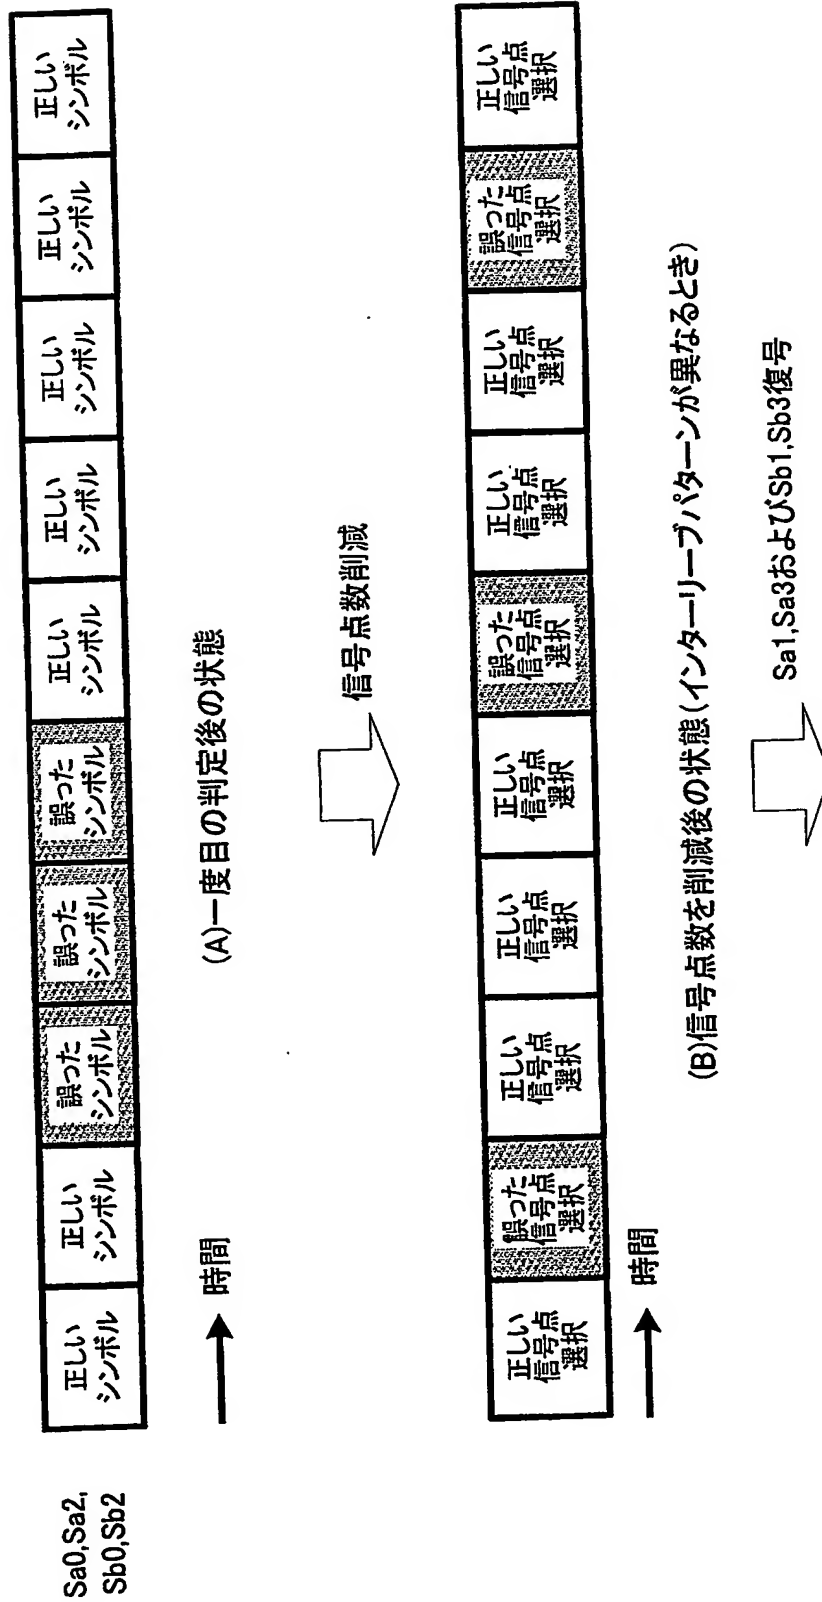 Sa0,Sa2,
Sb0,Sb2
正しい
シンボル
正しい
シンボル
誤った
シンボル
誤った
シンボル
誤った
シンボル
正しい
シンボル
正しい
シンボル
正しい
シンボル
正しい
シンボル
正しい
シンボル
時間
(A)一度目の判定後の状態
信号点数削減
正しい
信号点
選択
誤った
信号点
選択
正しい
信号点
選択
正しい
信号点
選択
正しい
信号点
選択
誤った
信号点
選択
正しい
信号点
選択
正しい
信号点
選択
誤った
信号点
選択
正しい
信号点
選択
時間
(B)信号点数を削減後の状態(インターリーブパターンが異なるとき)
Sa1,Sa3およびSb1,Sb3復号